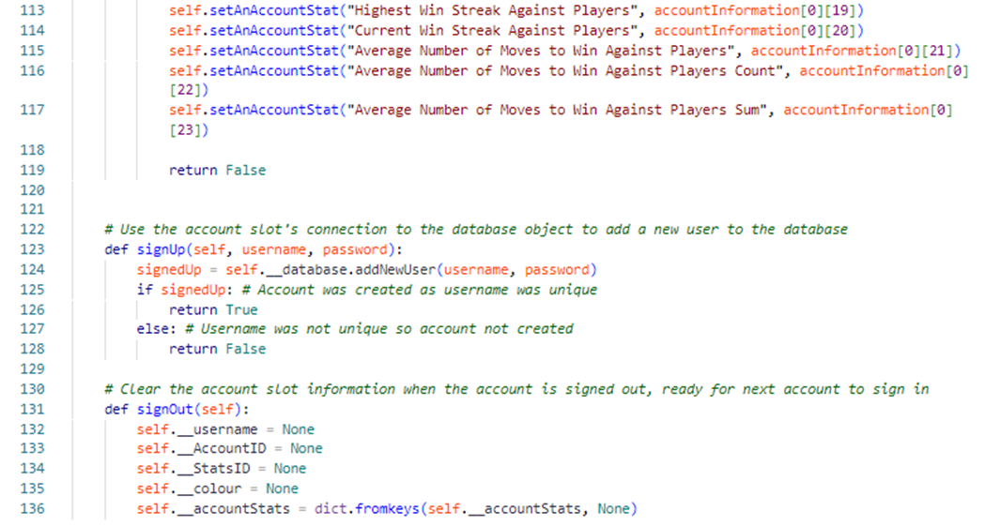 113 self.setAnAccountStat("Highest Win Streak Against Players", accountInformation[0][19])
114 self.setAnAccountStat("Current Win Streak Against Players", accountInformation[0][20])
115 self.setAnAccountStat("Average Number of Moves to Win Against Players", accountInformation[0][21])
116 self.setAnAccountStat("Average Number of Moves to Win Against Players Count", accountInformation[0]
[22])
117 self.setAnAccountStat("Average Number of Moves to Win Against Players Sum", accountInformation[0]
[23])
118
119 return False
120
121
122 # Use the account slot's connection to the database object to add a new user to the database
123 def signUp(self, username, password):
124 signedUp = self.__database.addNewUser(username, password)
125 if signedUp: # Account was created as username was unique
126 return True
127 else: # Username was not unique so account not created
128 return False
129
130 # Clear the account slot information when the account is signed out, ready for next account to sign in
131 def signOut(self):
132 self.__username = None
133 self.__AccountID = None
134 self.__StatsID = None
135 self.__colour = None
136 self.__accountStats = dict.fromkeys(self.__accountStats, None)